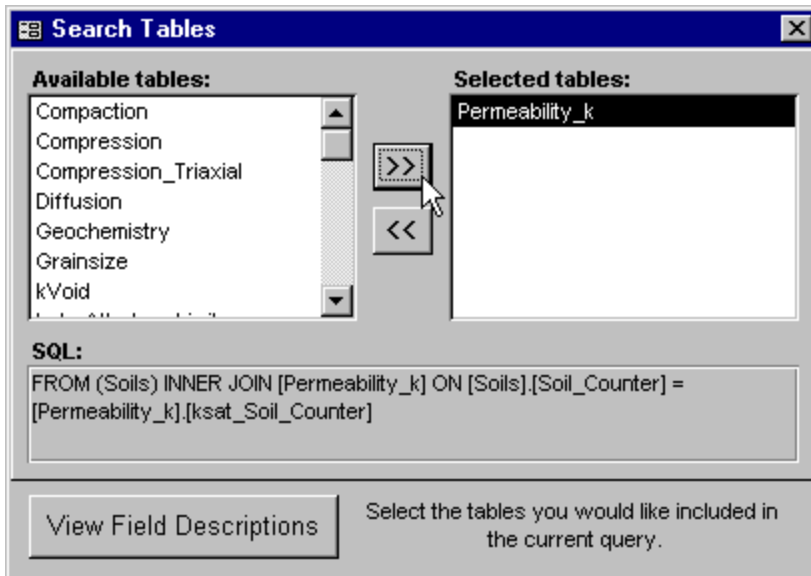 Search Tables
Available tables:
Compaction
Compression
Compression_Triaxial
Diffusion
Geochemistry
Grainsize
kVoid
>>
<<
Selected tables:
Permeability_k
SQL:
FROM (Soils) INNER JOIN [Permeability_k] ON [Soils].[Soil_Counter] =
[Permeability_k].[ksat_Soil_Counter]
View Field Descriptions
Select the tables you would like included in
the current query.